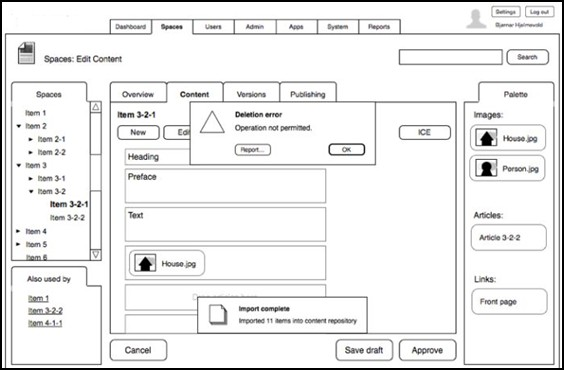 Settings Log out
Dashboard Spaces Users Admin Apps System Reports
Bjarnar Hjelmevold
Spaces: Edit Content
Search
Spaces
Item 1
Item 2
Item 2-1
Item 2-2
Item 3
Item 3-1
Item 3-2
Item 3-2-1
Item 3-2-2
Item 4
Item 5
Item 6
Also used by
Item 1
Item 3-2-2
Item 4-1-1
Overview Content Versions Publishing
Item 3-2-1
New
ICE
Deletion error
Operation not permitted.
Report... OK
Heading
Preface
Text
House.jpg
Import complete
Imported 11 items into content repository
Cancel Save draft Approve
Palette
Images:
House.jpg
Person.jpg
Articles:
Article 3-2-2
Links:
Front page